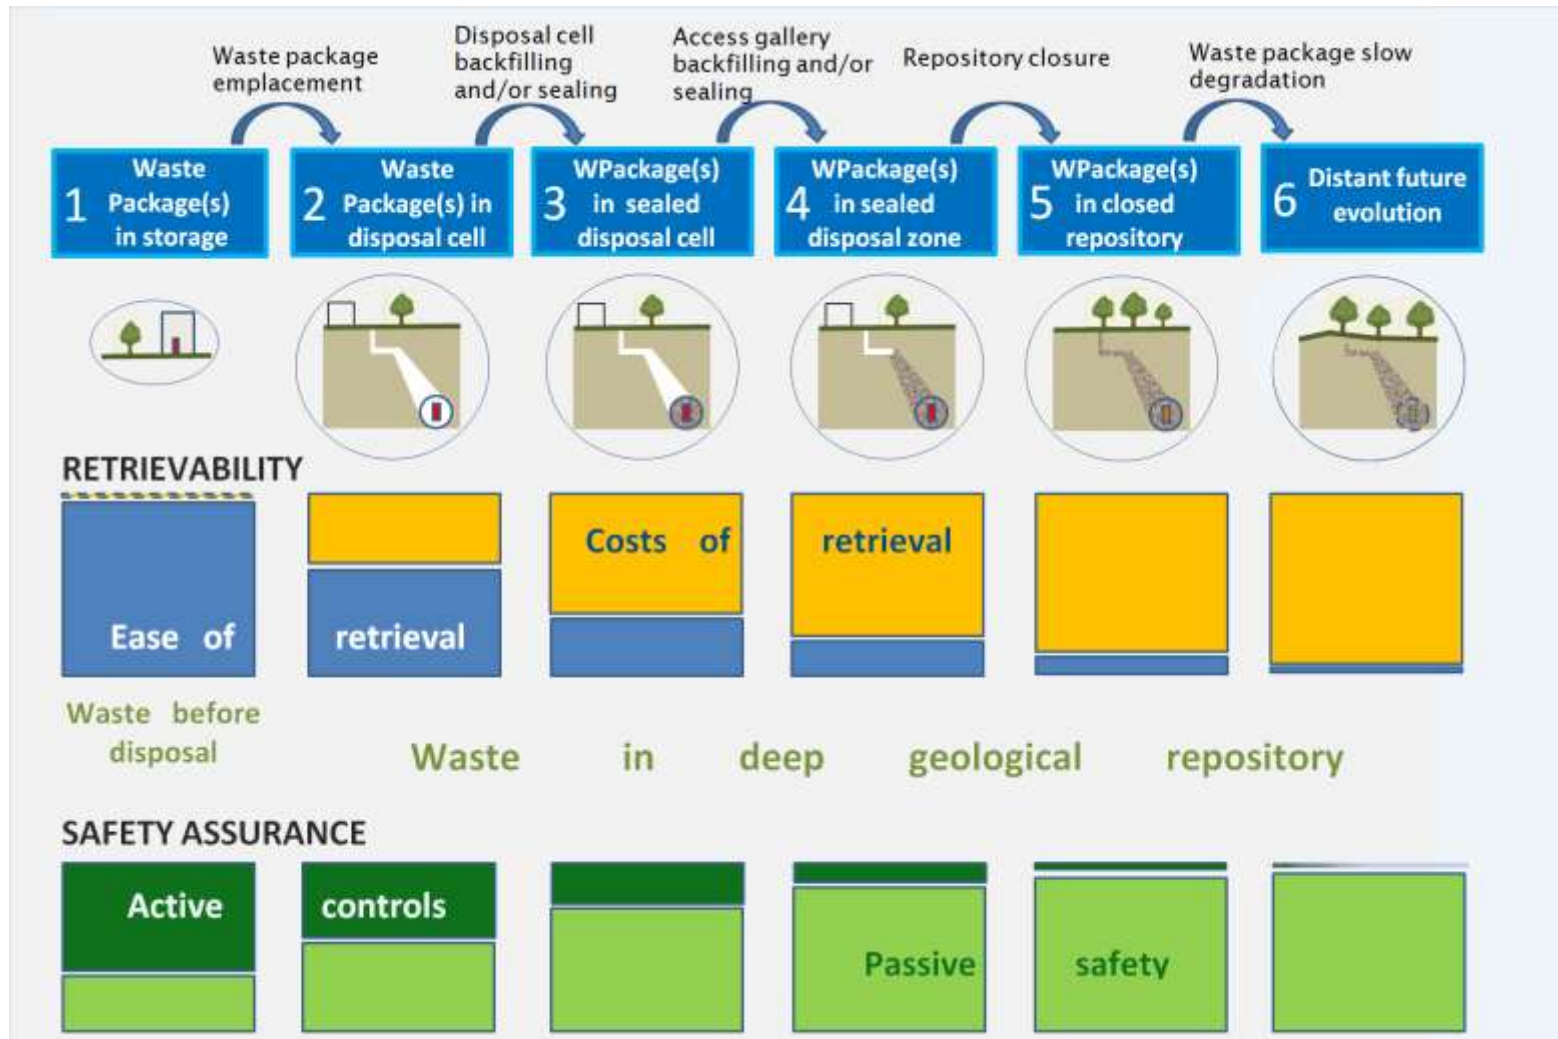 Waste package
emplacement
Disposal cell
backfilling
and/or sealing
Access gallery
backfilling and/or
sealing
Repository closure
Waste package slow
degradation
1 Waste
Package(s)
in storage
2 Waste
Package(s) in
disposal cell
3 WPackage(s)
in sealed
disposal cell
4 WPackage(s)
in sealed
disposal zone
5 WPackage(s)
in closed
repository
6 Distant future
evolution
RETRIEVABILITY
Costs of retrieval
Ease of retrieval
Waste before
disposal
Waste in deep geological repository
SAFETY ASSURANCE
Active controls
Passive safety